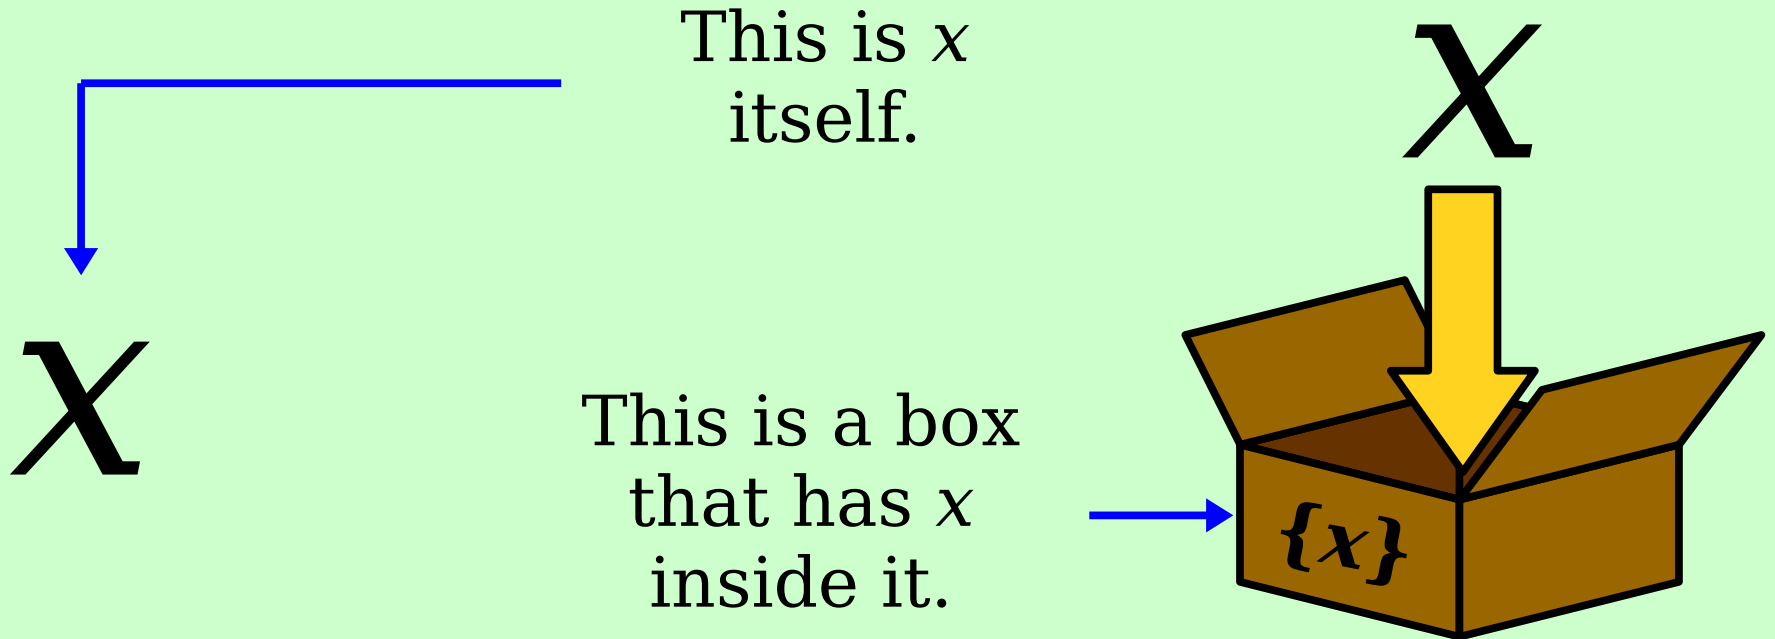 This is x
itself.
x
x
This is a box
that has x
inside it.
{x}